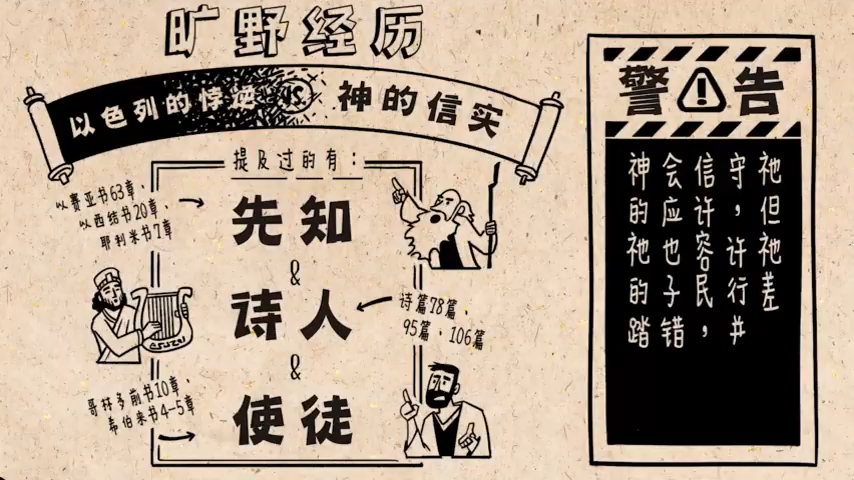 旷野经历
以色列的悖逆 VS 神的信实
提及过的有：
以赛亚书63章、
以西结书20章、
耶利米书7章
先知
&
诗人
诗篇78篇、
95篇、106篇
&
哥林多前书10章、
希伯来书4-5章
使徒
警告
神会信守祂
的应许，但
祂也容许祂
的子民行差
踏错，并